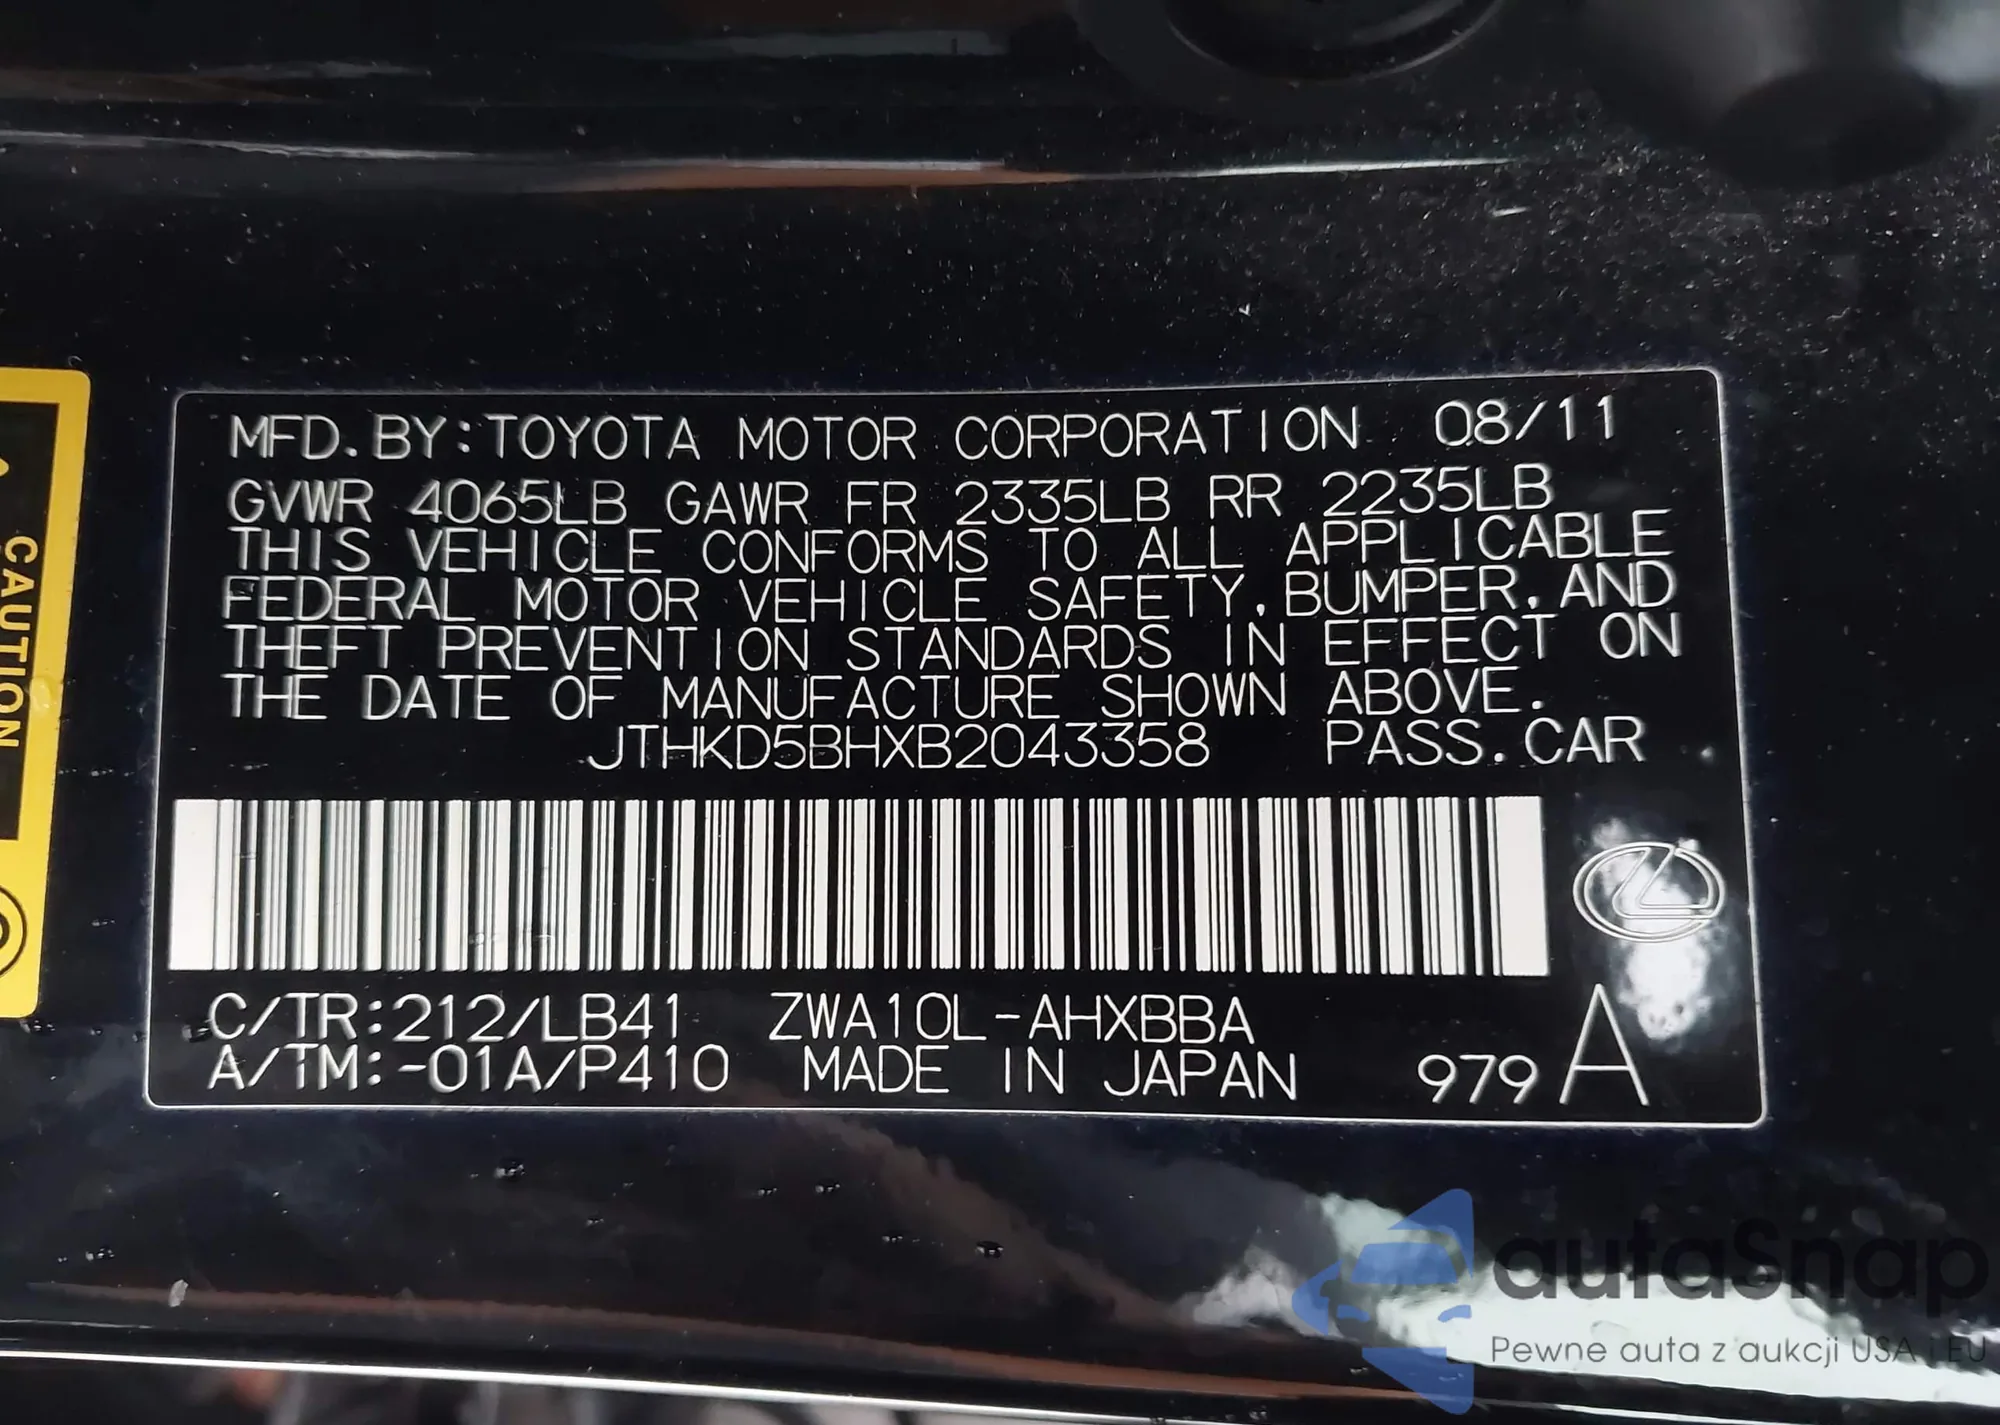 MFD. BY: TOYOTA MOTOR CORPORATION 08/11
GVWR 4065LB GAWR FR 2335LB RR 2235LB
THIS VEHICLE CONFORMS TO ALL APPLICABLE
FEDERAL MOTOR VEHICLE SAFETY, BUMPER, AND
THEFT PREVENTION STANDARDS IN EFFECT ON
THE DATE OF MANUFACTURE SHOWN ABOVE.
JTHKD5BHXB2043358 PASS. CAR
C/TR: 212/LB41 ZWA10L-AHXBBA
A/TM: -01A/P410 MADE IN JAPAN 979 A
CAUTION
autoSnap
Pewne auta z aukcji USA i EU